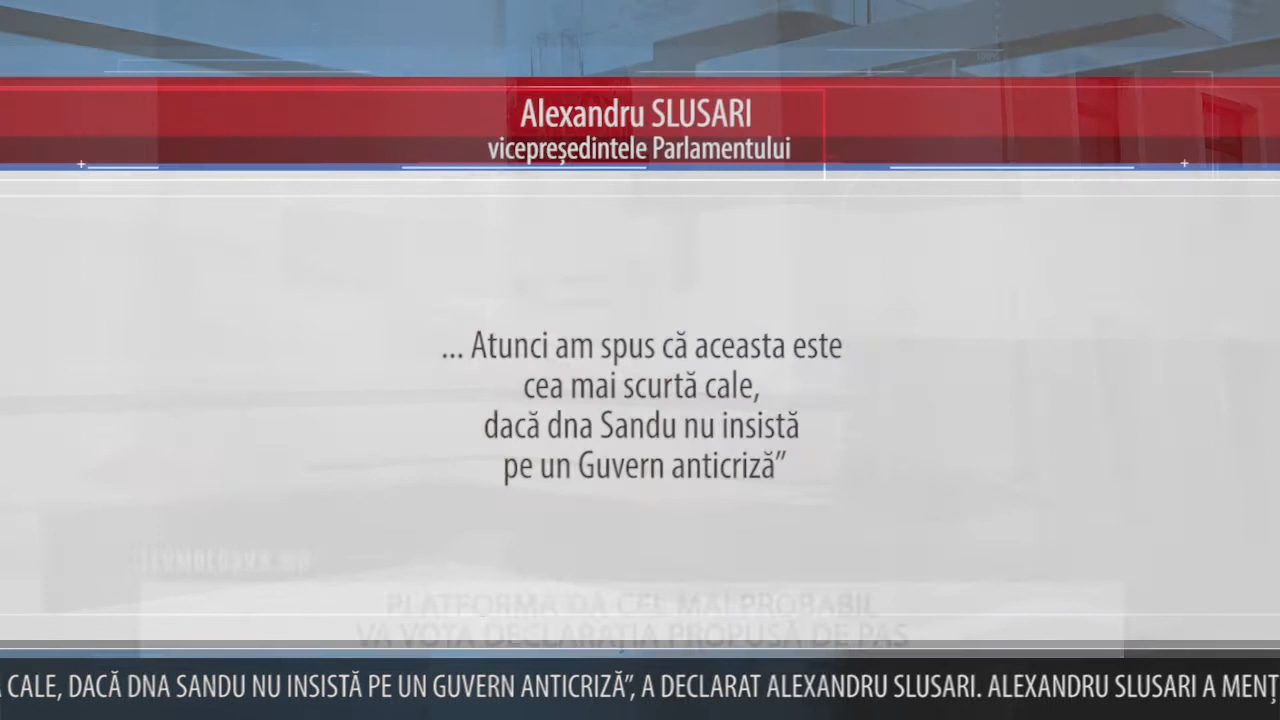 Alexandru SLUSARI
vicepreședintele Parlamentului
... Atunci am spus că aceasta este
cea mai scurtă cale,
dacă dna Sandu nu insistă
pe un Guvern anticriză”
PLATFORMA DA CEL MAI PROBABIL
VA VOTA DECLARAȚIA PROPUSĂ DE PAS
CALE, DACĂ DNA SANDU NU INSISTĂ PE UN GUVERN ANTICRIZĂ”, A DECLARAT ALEXANDRU SLUSARI. ALEXANDRU SLUSARI A MENȚ